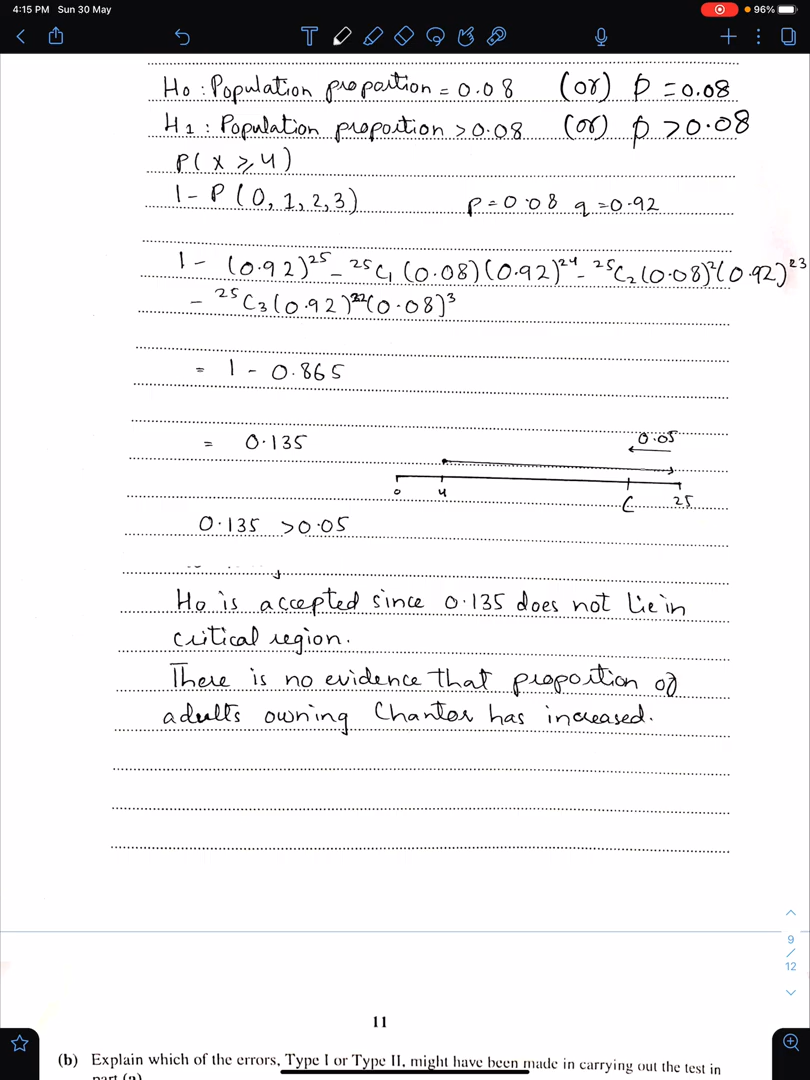 4:15 PM Sun 30 May
96%
H₀ : Population proportion = 0.08 (or) p = 0.08
H₁ : Population proportion > 0.08 (or) p > 0.08
P(x ⩾ 4)
1 - P(0, 1, 2, 3) p = 0.08 q = 0.92
1 - (0.92)²⁵ - ²⁵C₁ (0.08)(0.92)²⁴ - ²⁵C₂ (0.08)²(0.92)²³
- ²⁵C₃ (0.92)²²(0.08)³
= 1 - 0.865
= 0.135
0.05
0 4 C 25
0.135 > 0.05
H₀ is accepted since 0.135 does not lie in
critical region.
There is no evidence that proportion of
adults owning Chantor has increased.
9
/
12
11
(b) Explain which of the errors, Type I or Type II, might have been made in carrying out the test in
part (a).